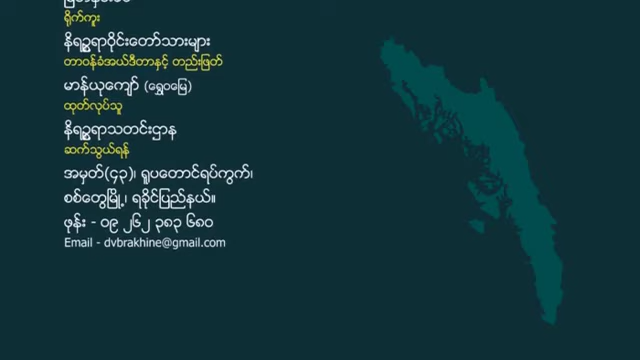 ရိုက်ကူး
နိရဉ္စရာဝိုင်းတော်သားများ
တာဝန်ခံအယ်ဒီတာနှင့် တည်းဖြတ်
မာန်ယုကျော် (ရွှေဝမြေ)
ထုတ်လုပ်သူ
နိရဉ္စရာသတင်းဌာန
ဆက်သွယ်ရန်
အမှတ်(၄၃)၊ ရူပတောင်ရပ်ကွက်၊
စစ်တွေမြို့၊ ရခိုင်ပြည်နယ်။
ဖုန်း - ၀၉ ၂၆၂ ၃၈၃ ၆၈၀
Email - dvbrakhine@gmail.com